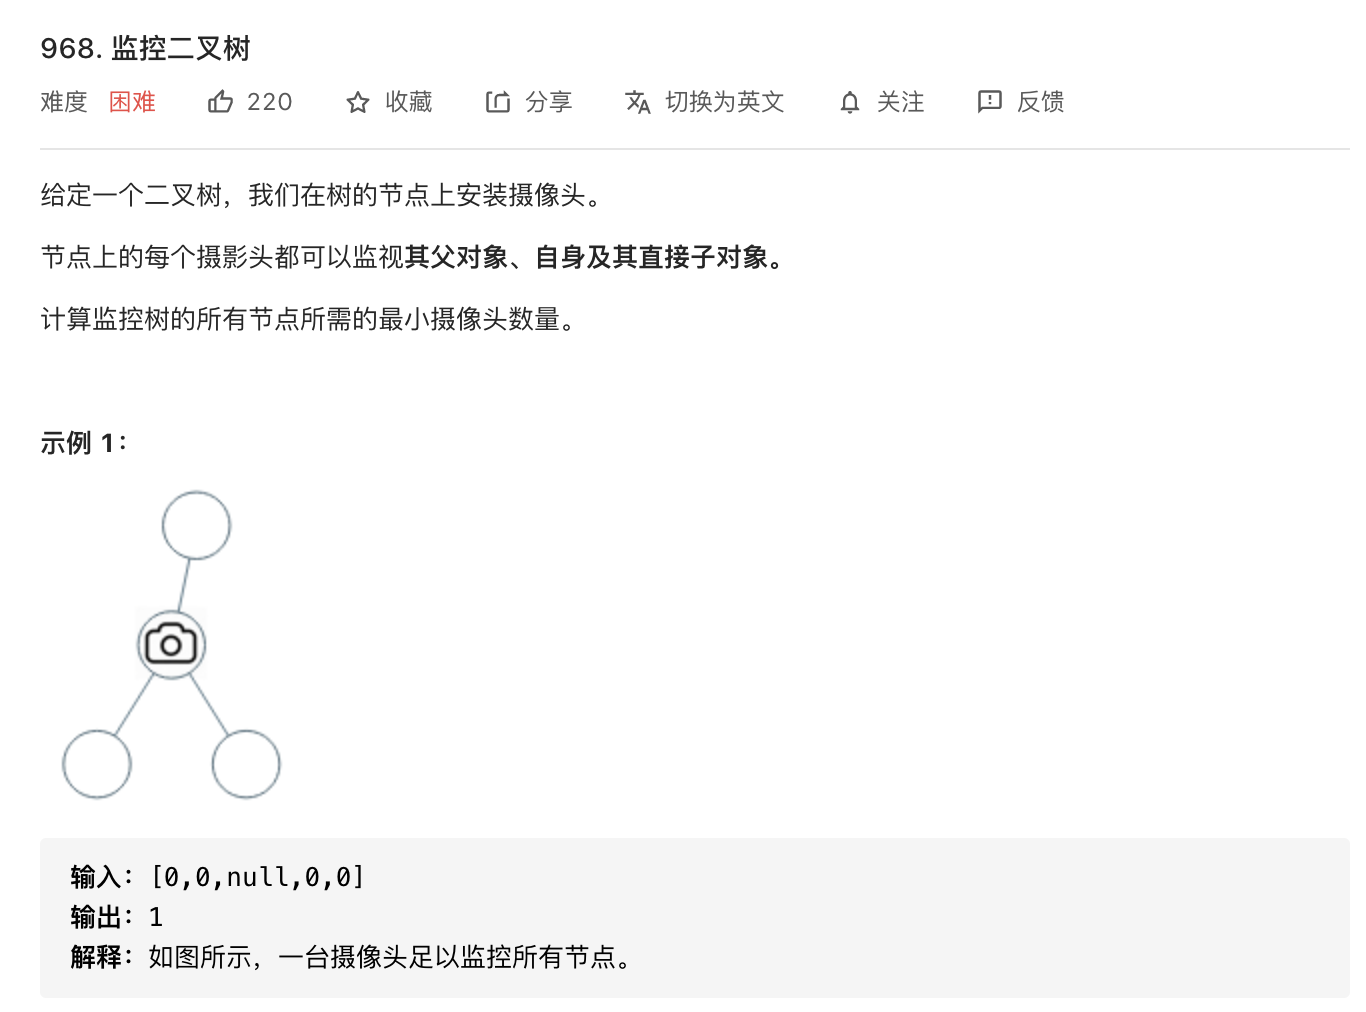 968. 监控二叉树
难度 困难 220 收藏 分享 切换为英文 关注 反馈
给定一个二叉树，我们在树的节点上安装摄像头。
节点上的每个摄影头都可以监视其父对象、自身及其直接子对象。
计算监控树的所有节点所需的最小摄像头数量。
示例 1：
输入：[0,0,null,0,0]
输出：1
解释：如图所示，一台摄像头足以监控所有节点。